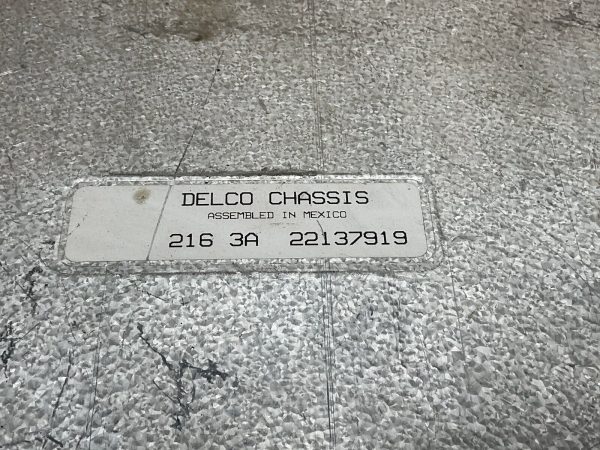 DELCO CHASSIS
ASSEMBLED IN MEXICO
216 3A 22137919